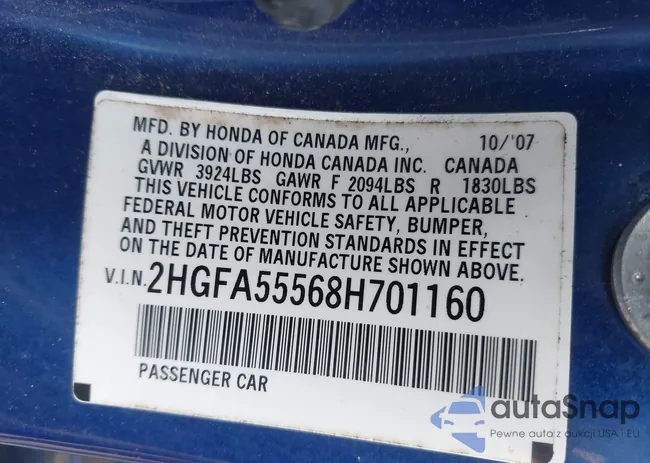 MFD. BY HONDA OF CANADA MFG., 10/'07
A DIVISION OF HONDA CANADA INC. CANADA
GVWR 3924LBS GAWR F 2094LBS R 1830LBS
THIS VEHICLE CONFORMS TO ALL APPLICABLE
FEDERAL MOTOR VEHICLE SAFETY, BUMPER,
AND THEFT PREVENTION STANDARDS IN EFFECT
ON THE DATE OF MANUFACTURE SHOWN ABOVE.
V.I.N. 2HGFA55568H701160
PASSENGER CAR
autaSnap
Pewne auta z aukcji USA i EU